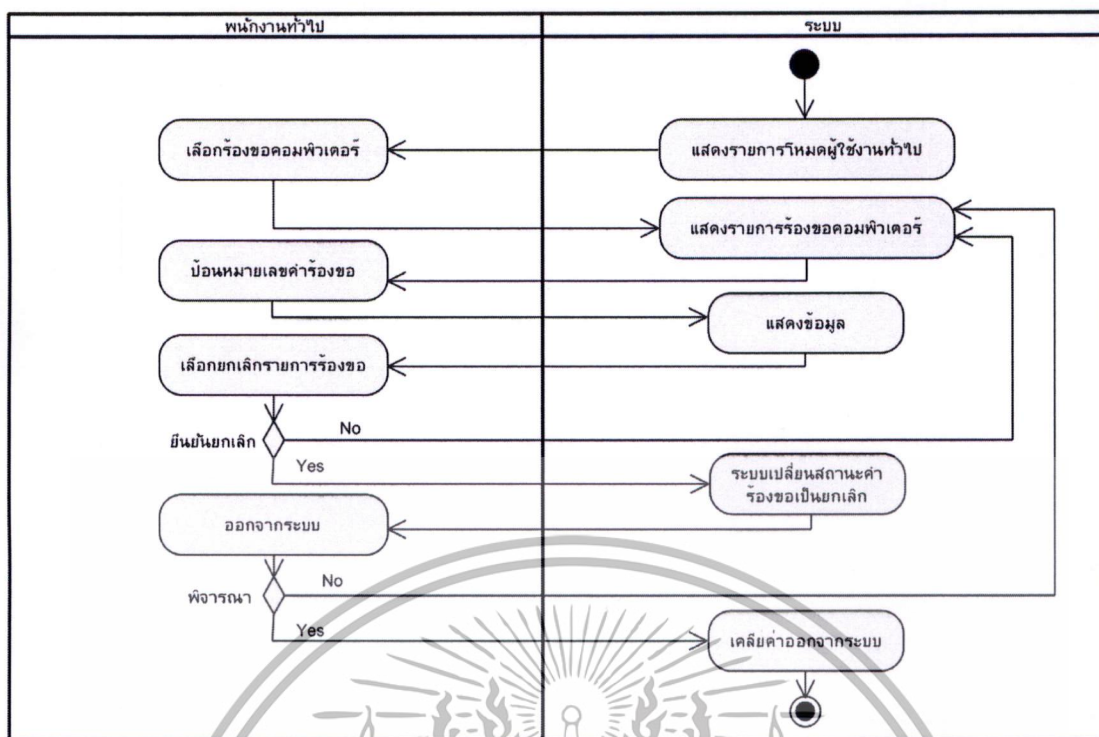 พนักงานทั่วไป
ระบบ
แสดงรายการโหมดผู้ใช้งานทั่วไป
เลือกร้องขอคอมพิวเตอร์
แสดงรายการร้องขอคอมพิวเตอร์
ป้อนหมายเลขคำร้องขอ
แสดงข้อมูล
เลือกยกเลิกรายการร้องขอ
ยืนยันยกเลิก
No
Yes
ระบบเปลี่ยนสถานะคำ
ร้องขอเป็นยกเลิก
ออกจากระบบ
พิจารณา
No
Yes
เคลียค่าออกจากระบบ